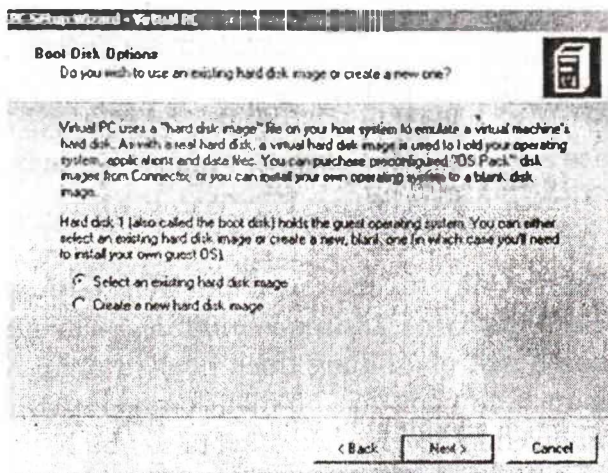 PC Setup Wizard - Virtual PC
Boot Disk Options
Do you wish to use an existing hard disk image or create a new one?
Virtual PC uses a "hard disk image" file on your host system to emulate a virtual machine's
hard disk. As with a real hard disk, a virtual hard disk image is used to hold your operating
system, applications and data files. You can purchase preconfigured "OS Pack" disk
images from Connectix, or you can install your own operating system to a blank disk
image.
Hard disk 1 (also called the boot disk) holds the guest operating system. You can either
select an existing hard disk image or create a new, blank, one (in which case you'll need
to install your own guest OS).
Select an existing hard disk image
Create a new hard disk image
< Back
Next >
Cancel